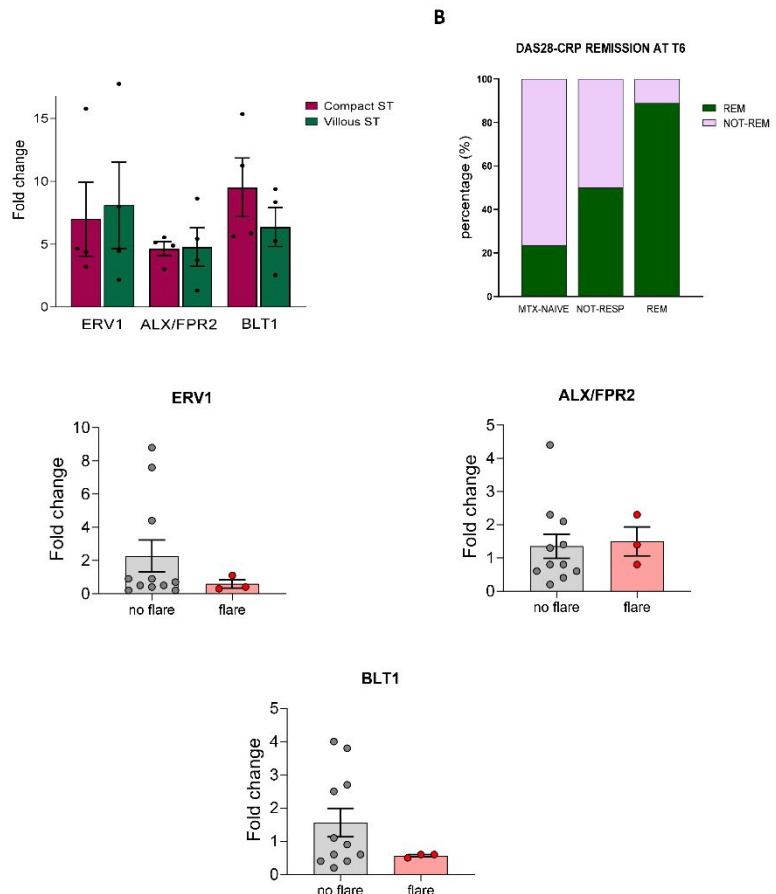 B
Fold change
15
10
5
0
Compact ST
Villous ST
ERV1 ALX/FPR2 BLT1
DAS28-CRP REMISSION AT T6
percentage (%)
100
80
60
40
20
0
REM
NOT-REM
MTX-NAIVE NOT-RESP REM
ERV1
Fold change
10
8
6
4
2
0
no flare flare
ALX/FPR2
Fold change
5
4
3
2
1
0
no flare flare
BLT1
Fold change
5
4
3
2
1
0
no flare flare